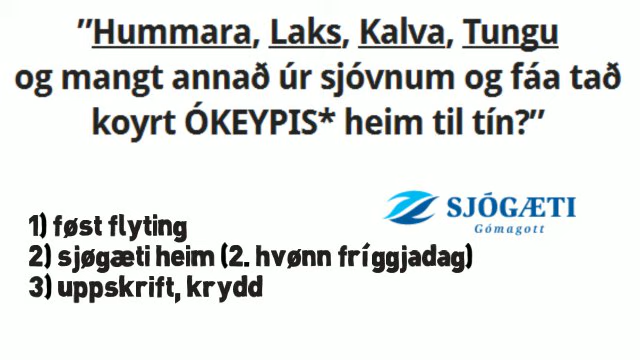 ”Hummara, Laks, Kalva, Tungu
og mangt annað úr sjóvnum og fáa tað
koyrt ÓKEYPIS* heim til tín?”
SJÓGÆTI
Gómagott
1) føst flyting
2) sjøgæti heim (2. hvønn fríggjadag)
3) uppskrift, krydd